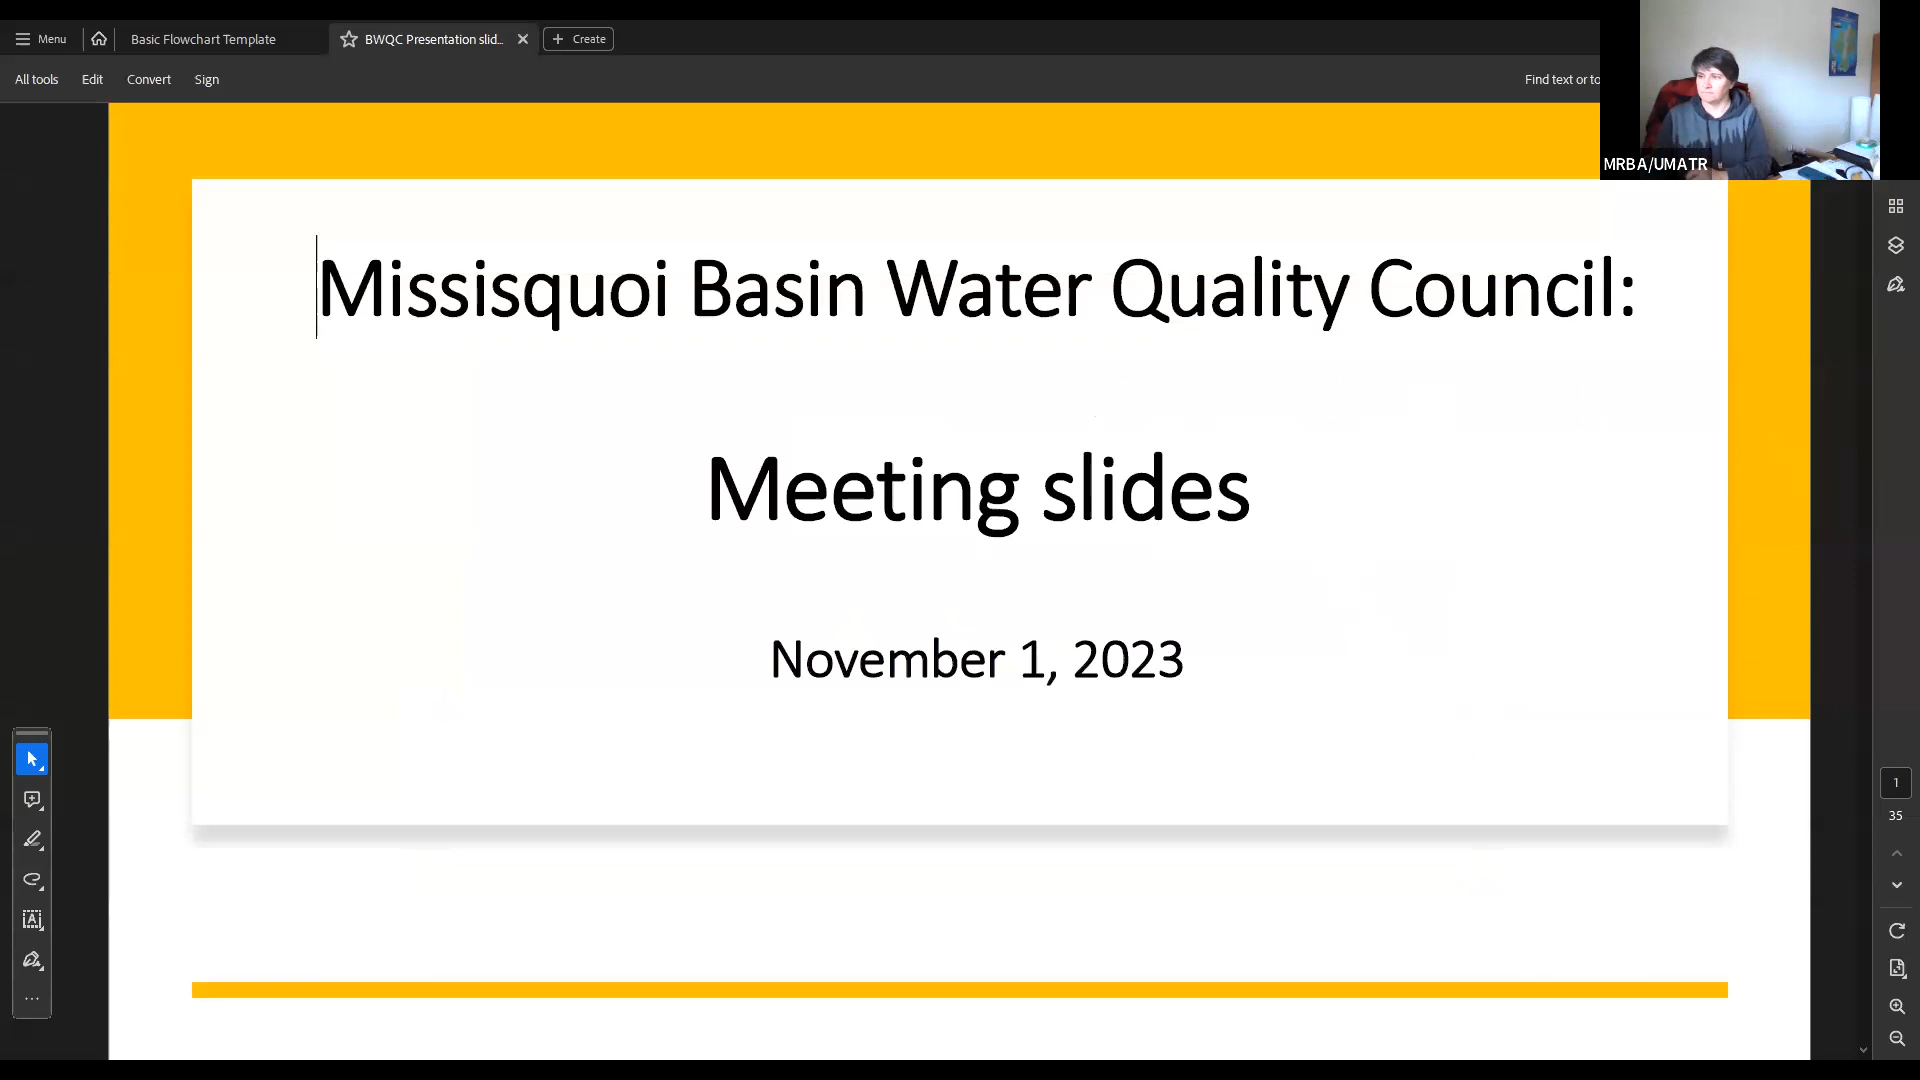 Menu
Basic Flowchart Template
BWQC Presentation slid...
Create
All tools
Edit
Convert
Sign
Find text or to
MRBA/UMATR
Missisquoi Basin Water Quality Council:
Meeting slides
November 1, 2023
1
35